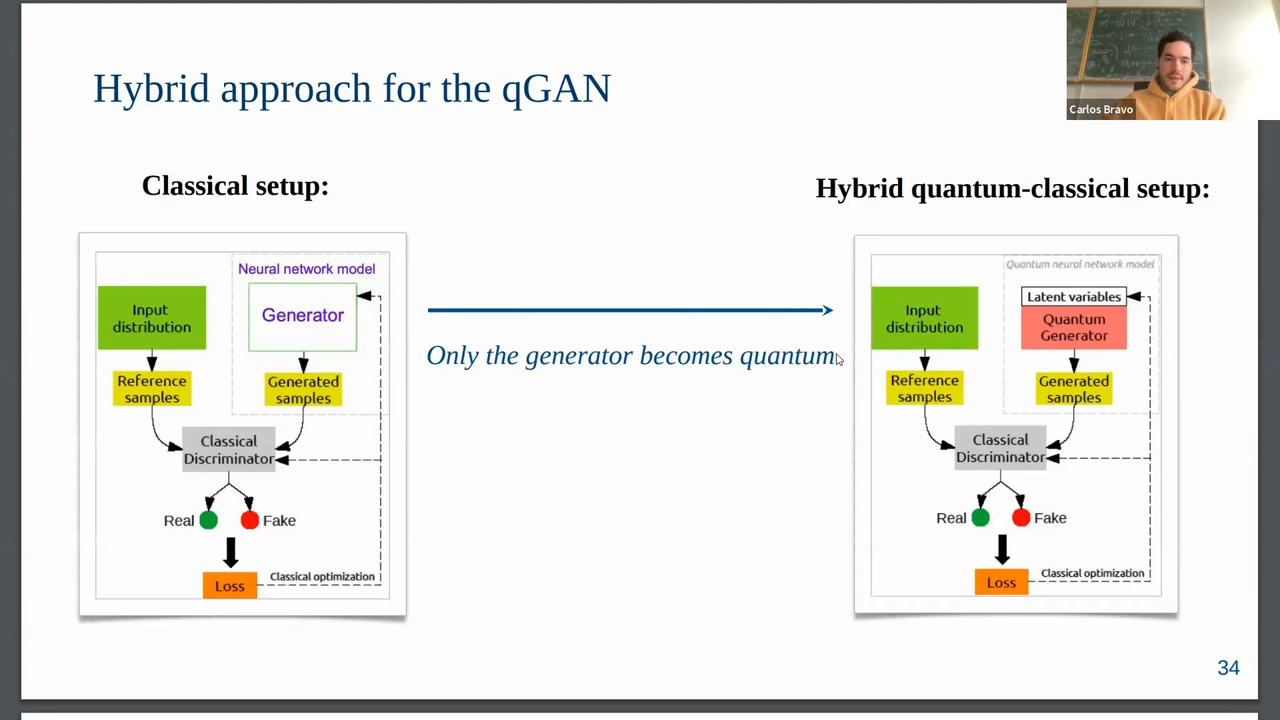 Hybrid approach for the qGAN
Carlos Bravo
Classical setup:
Hybrid quantum-classical setup:
Neural network model
Input
distribution
Generator
Reference
samples
Generated
samples
Classical
Discriminator
Real
Fake
Loss
Classical optimization
Only the generator becomes quantum.
Quantum neural network model
Input
distribution
Latent variables
Quantum
Generator
Reference
samples
Generated
samples
Classical
Discriminator
Real
Fake
Loss
Classical optimization
34